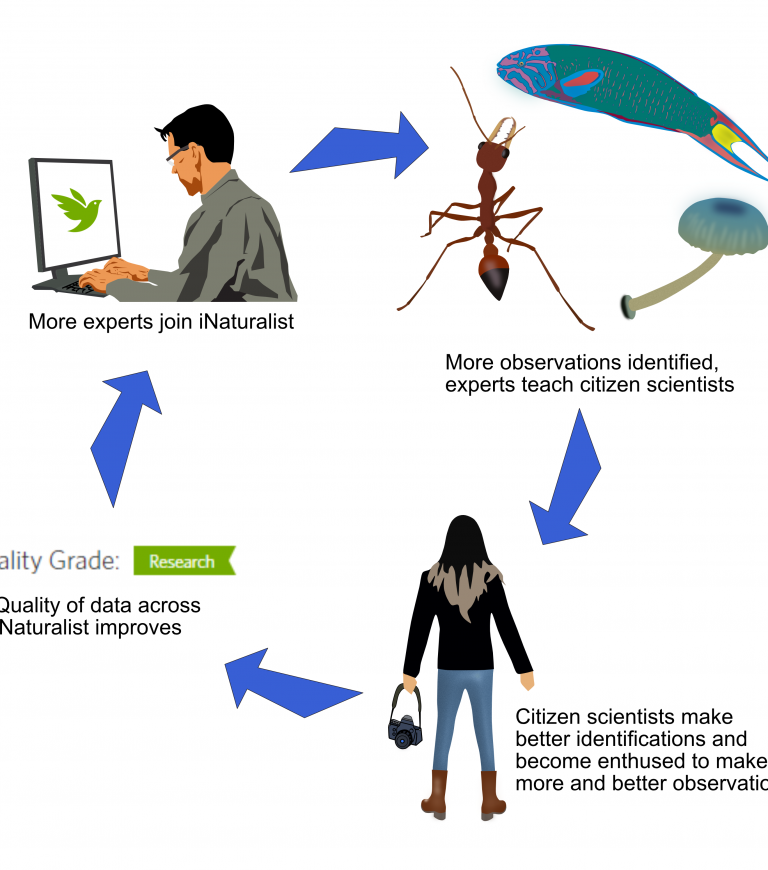 More experts join iNaturalist
More observations identified,
experts teach citizen scientists
ality Grade: Research
Quality of data across
Naturalist improves
Citizen scientists make
better identifications and
become enthused to make
more and better observatio